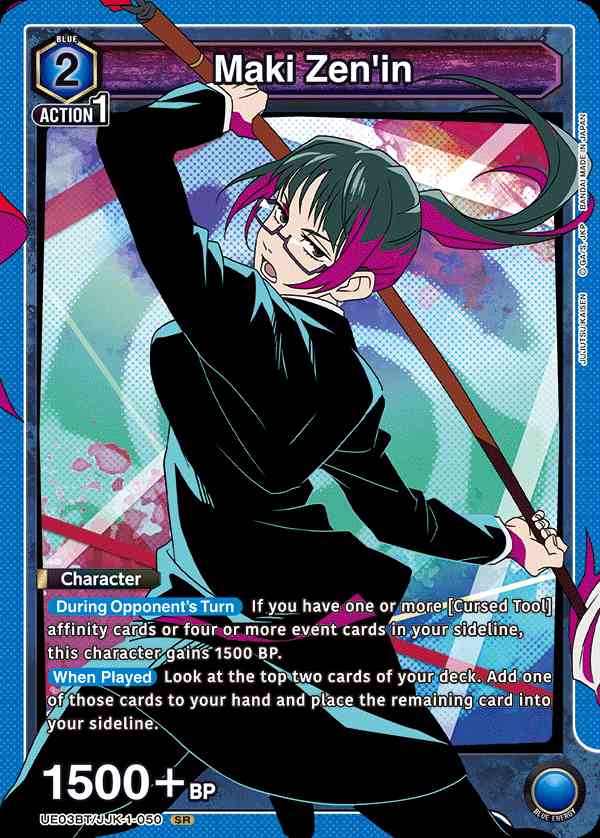 BLUE
2
Maki Zen'in
ACTION 1
© GA/S, JKP BANDAI MADE IN JAPAN
JUJUTSU KAISEN
Character
During Opponent's Turn If you have one or more [Cursed Tool]
affinity cards or four or more event cards in your sideline,
this character gains 1500 BP.
When Played Look at the top two cards of your deck. Add one
of those cards to your hand and place the remaining card into
your sideline.
1500+ BP
UE03BT/JJK-1-050 SR
BLUE ENERGY